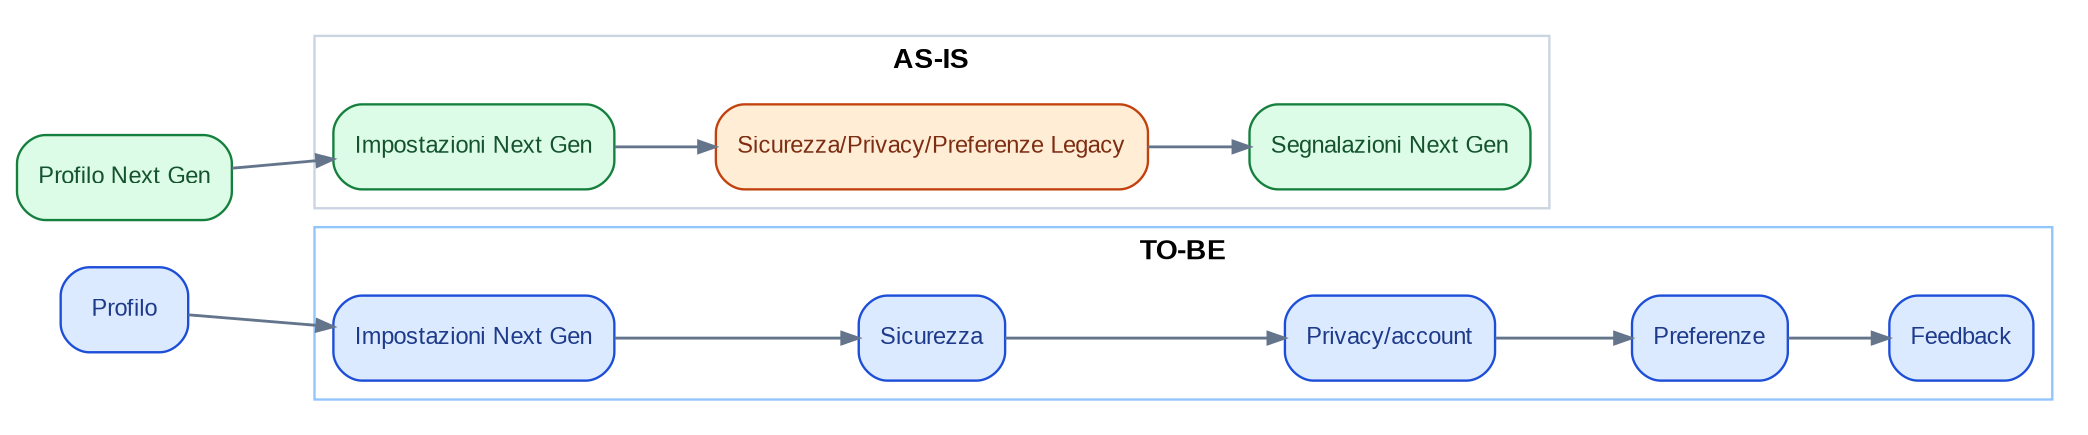 AS-IS
Profilo Next Gen
Impostazioni Next Gen
Sicurezza/Privacy/Preferenze Legacy
Segnalazioni Next Gen
TO-BE
Profilo
Impostazioni Next Gen
Sicurezza
Privacy/account
Preferenze
Feedback